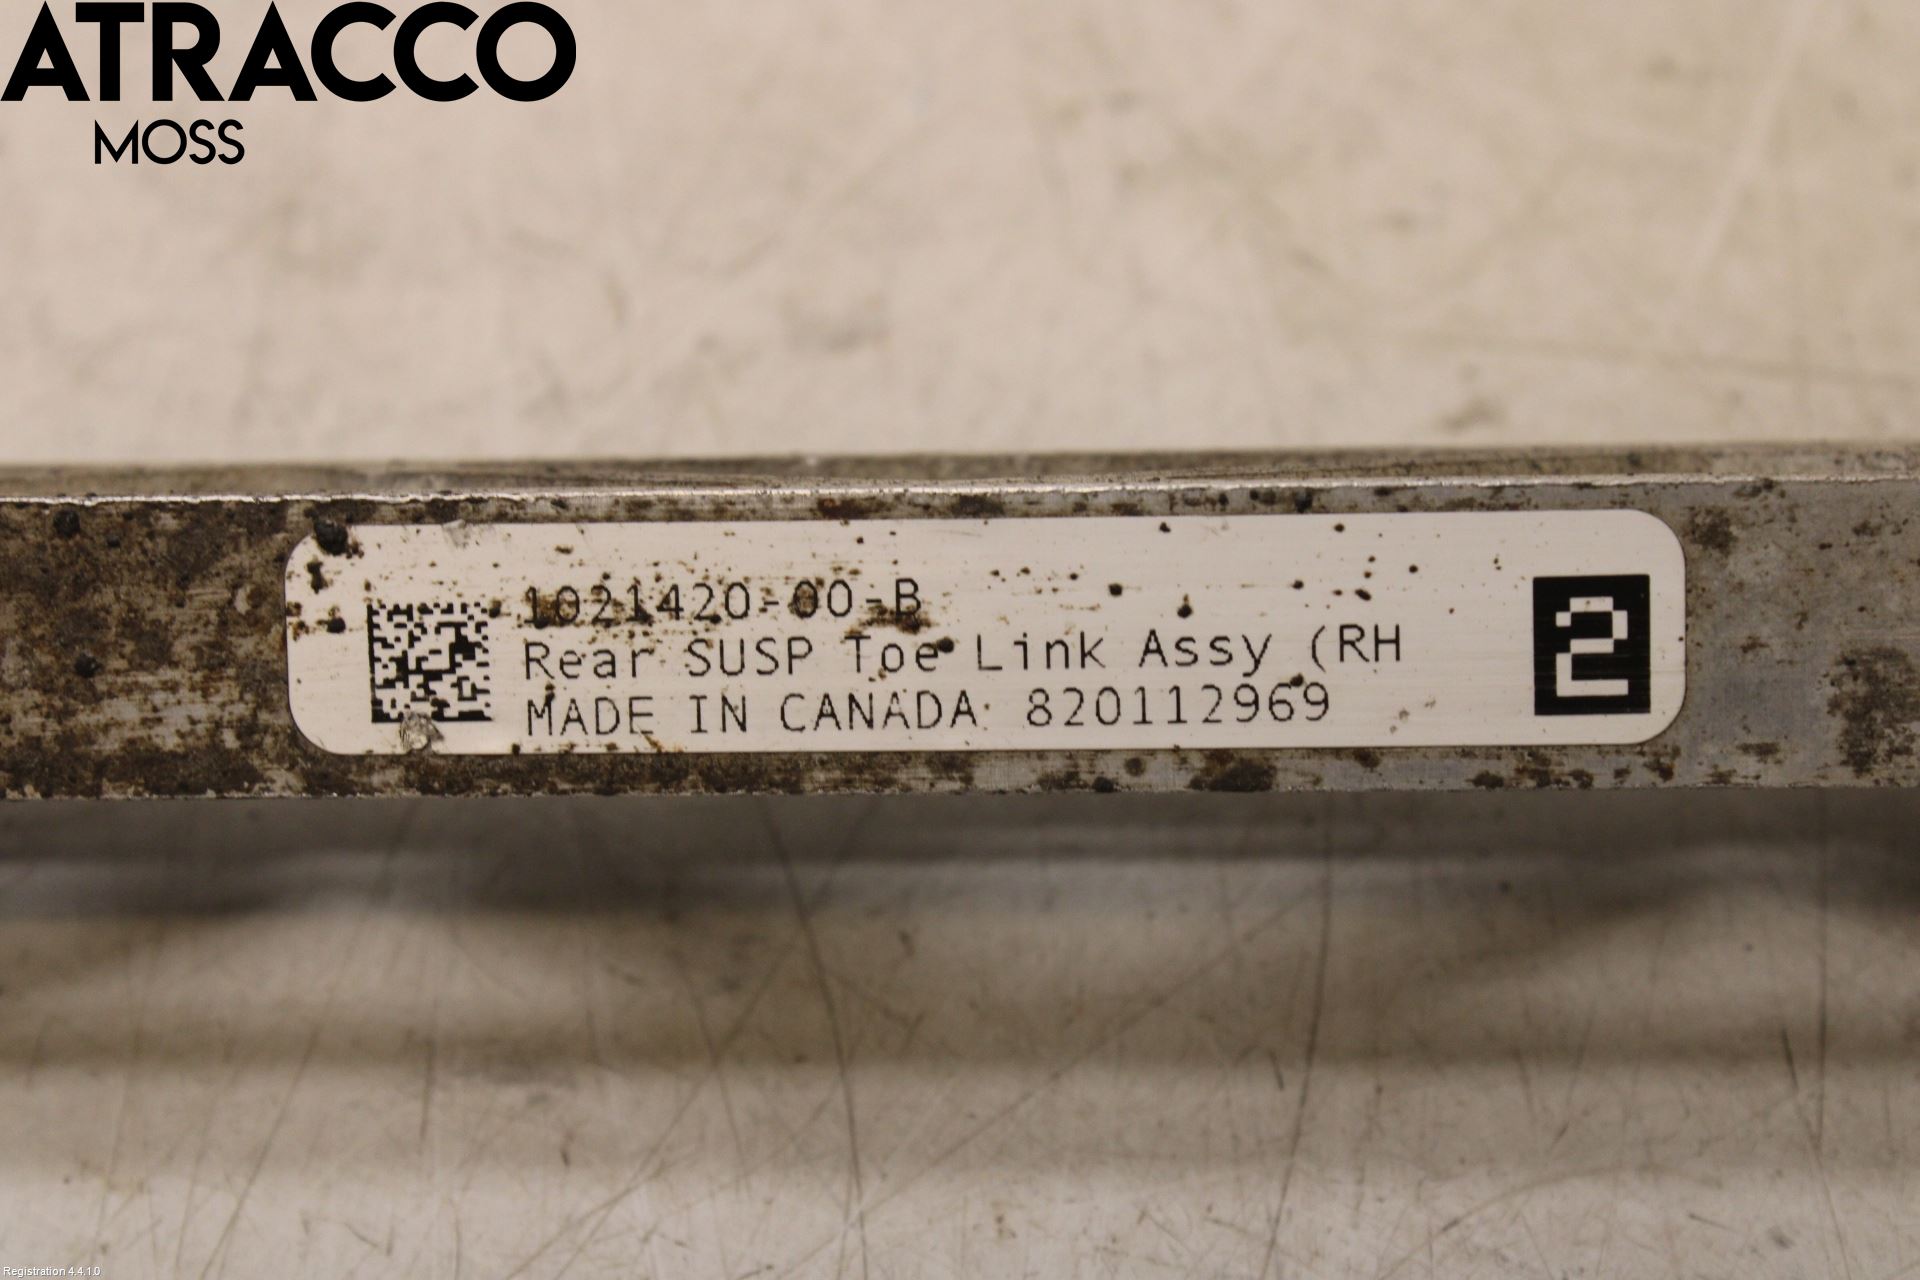 ATRACCO
MOSS
1021420-00-B
Rear SUSP Toe Link Assy (RH
MADE IN CANADA 820112969
2
Registration 4.4.1.0